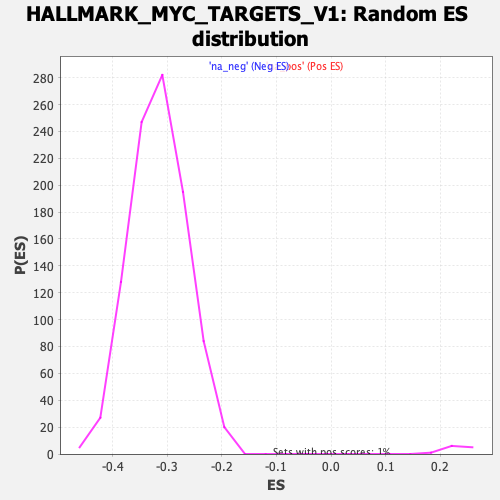 HALLMARK_MYC_TARGETS_V1: Random ES
distribution
'na_neg' (Neg ES)
pos' (Pos ES)
280
260
240
220
200
180
160
140
120
100
80
60
40
20
0
P(ES)
Sets with pos scores: 1%
-0.4 -0.3 -0.2 -0.1 0.0 0.1 0.2
ES